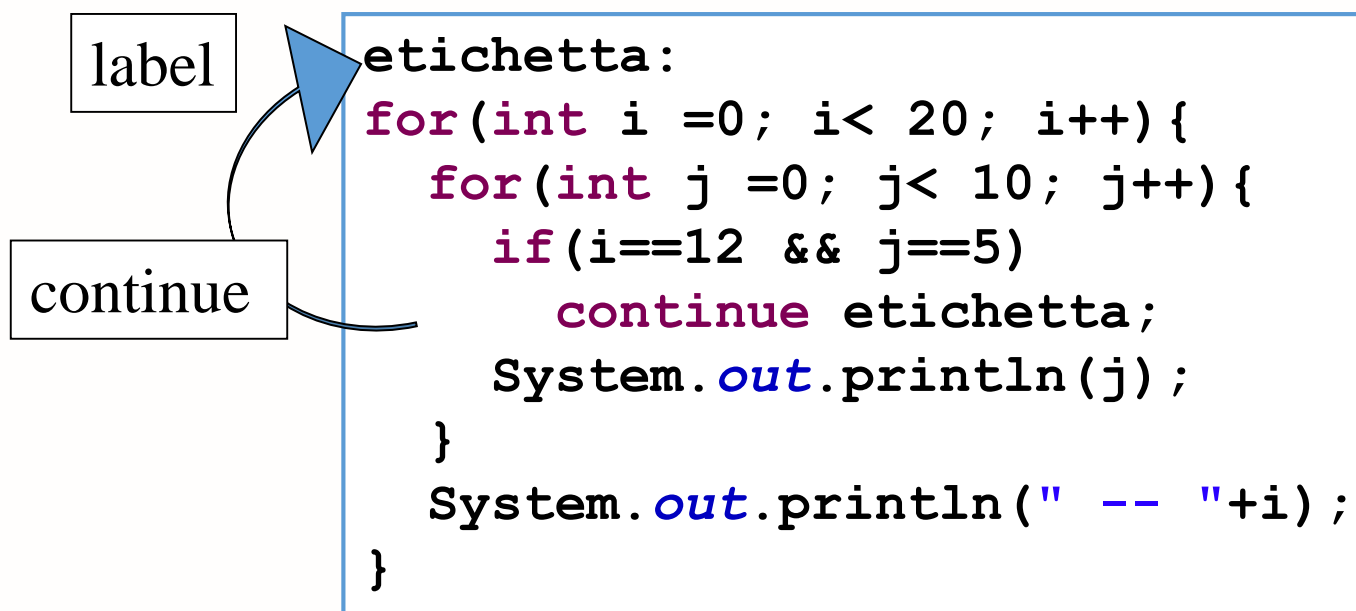 label
continue
etichetta:
for(int i =0; i< 20; i++){
for(int j =0; j< 10; j++){
if(i==12 && j==5)
continue etichetta;
System.out.println(j);
}
System.out.println(" -- "+i);
}